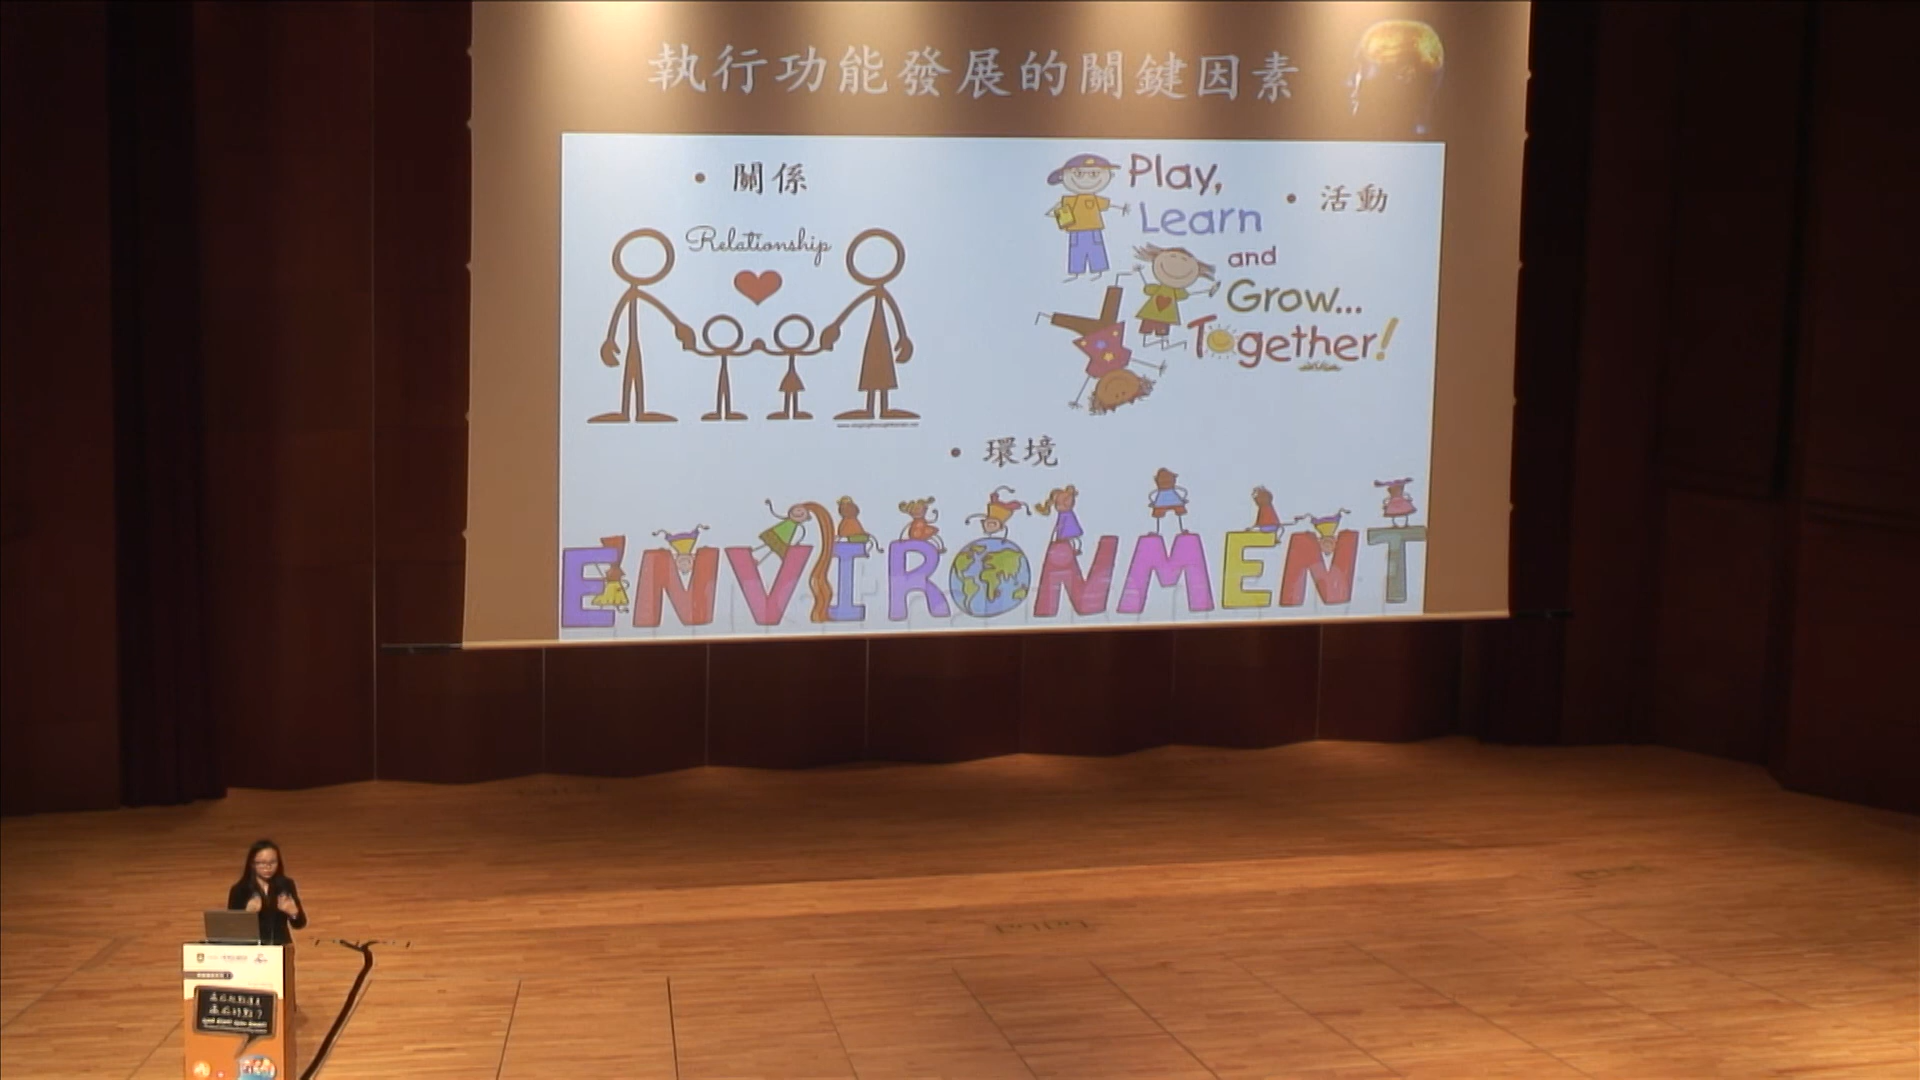 執行功能發展的關鍵因素
• 關係
Relationship
Play,
Learn
and
Grow...
Together!
• 活動
• 環境
ENVIRONMENT